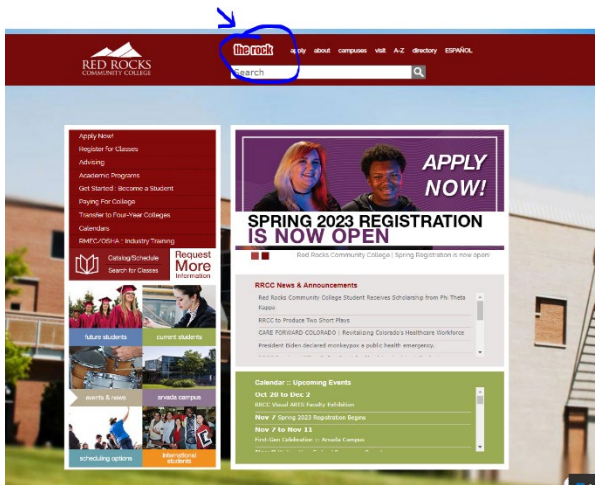 the rock apply about campuses visit A-Z directory ESPAÑOL
RED ROCKS
COMMUNITY COLLEGE
Search
Apply Now!
Register for Classes
Advising
Academic Programs
Get Started : Become a Student
Paying For College
Transfer to Four-Year Colleges
Calendars
RMEC/OSHA : Industry Training
Catalog/Schedule
Search for Classes
Request
More
Information
future students
current students
events & news
arvada campus
scheduling options
international
students
APPLY
NOW!
SPRING 2023 REGISTRATION
IS NOW OPEN
Red Rocks Community College | Spring Registration is now open!
RRCC News & Announcements
Red Rocks Community College Student Receives Scholarship from Phi Theta
Kappa
RRCC to Produce Two Short Plays
CARE FORWARD COLORADO | Revitalizing Colorado's Healthcare Workforce
President Biden declared monkeypox a public health emergency.
Calendar :: Upcoming Events
Oct 20 to Dec 2
RRCC Visual ARTS Faculty Exhibition
Nov 7 Spring 2023 Registration Begins
Nov 7 to Nov 11
First-Gen Celebration :: Arvada Campus